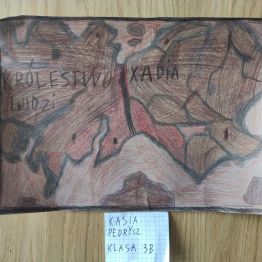 KRÓLESTWO XADIA
LUDZI
KASIA
PEDRYCZ
KLASA 3B